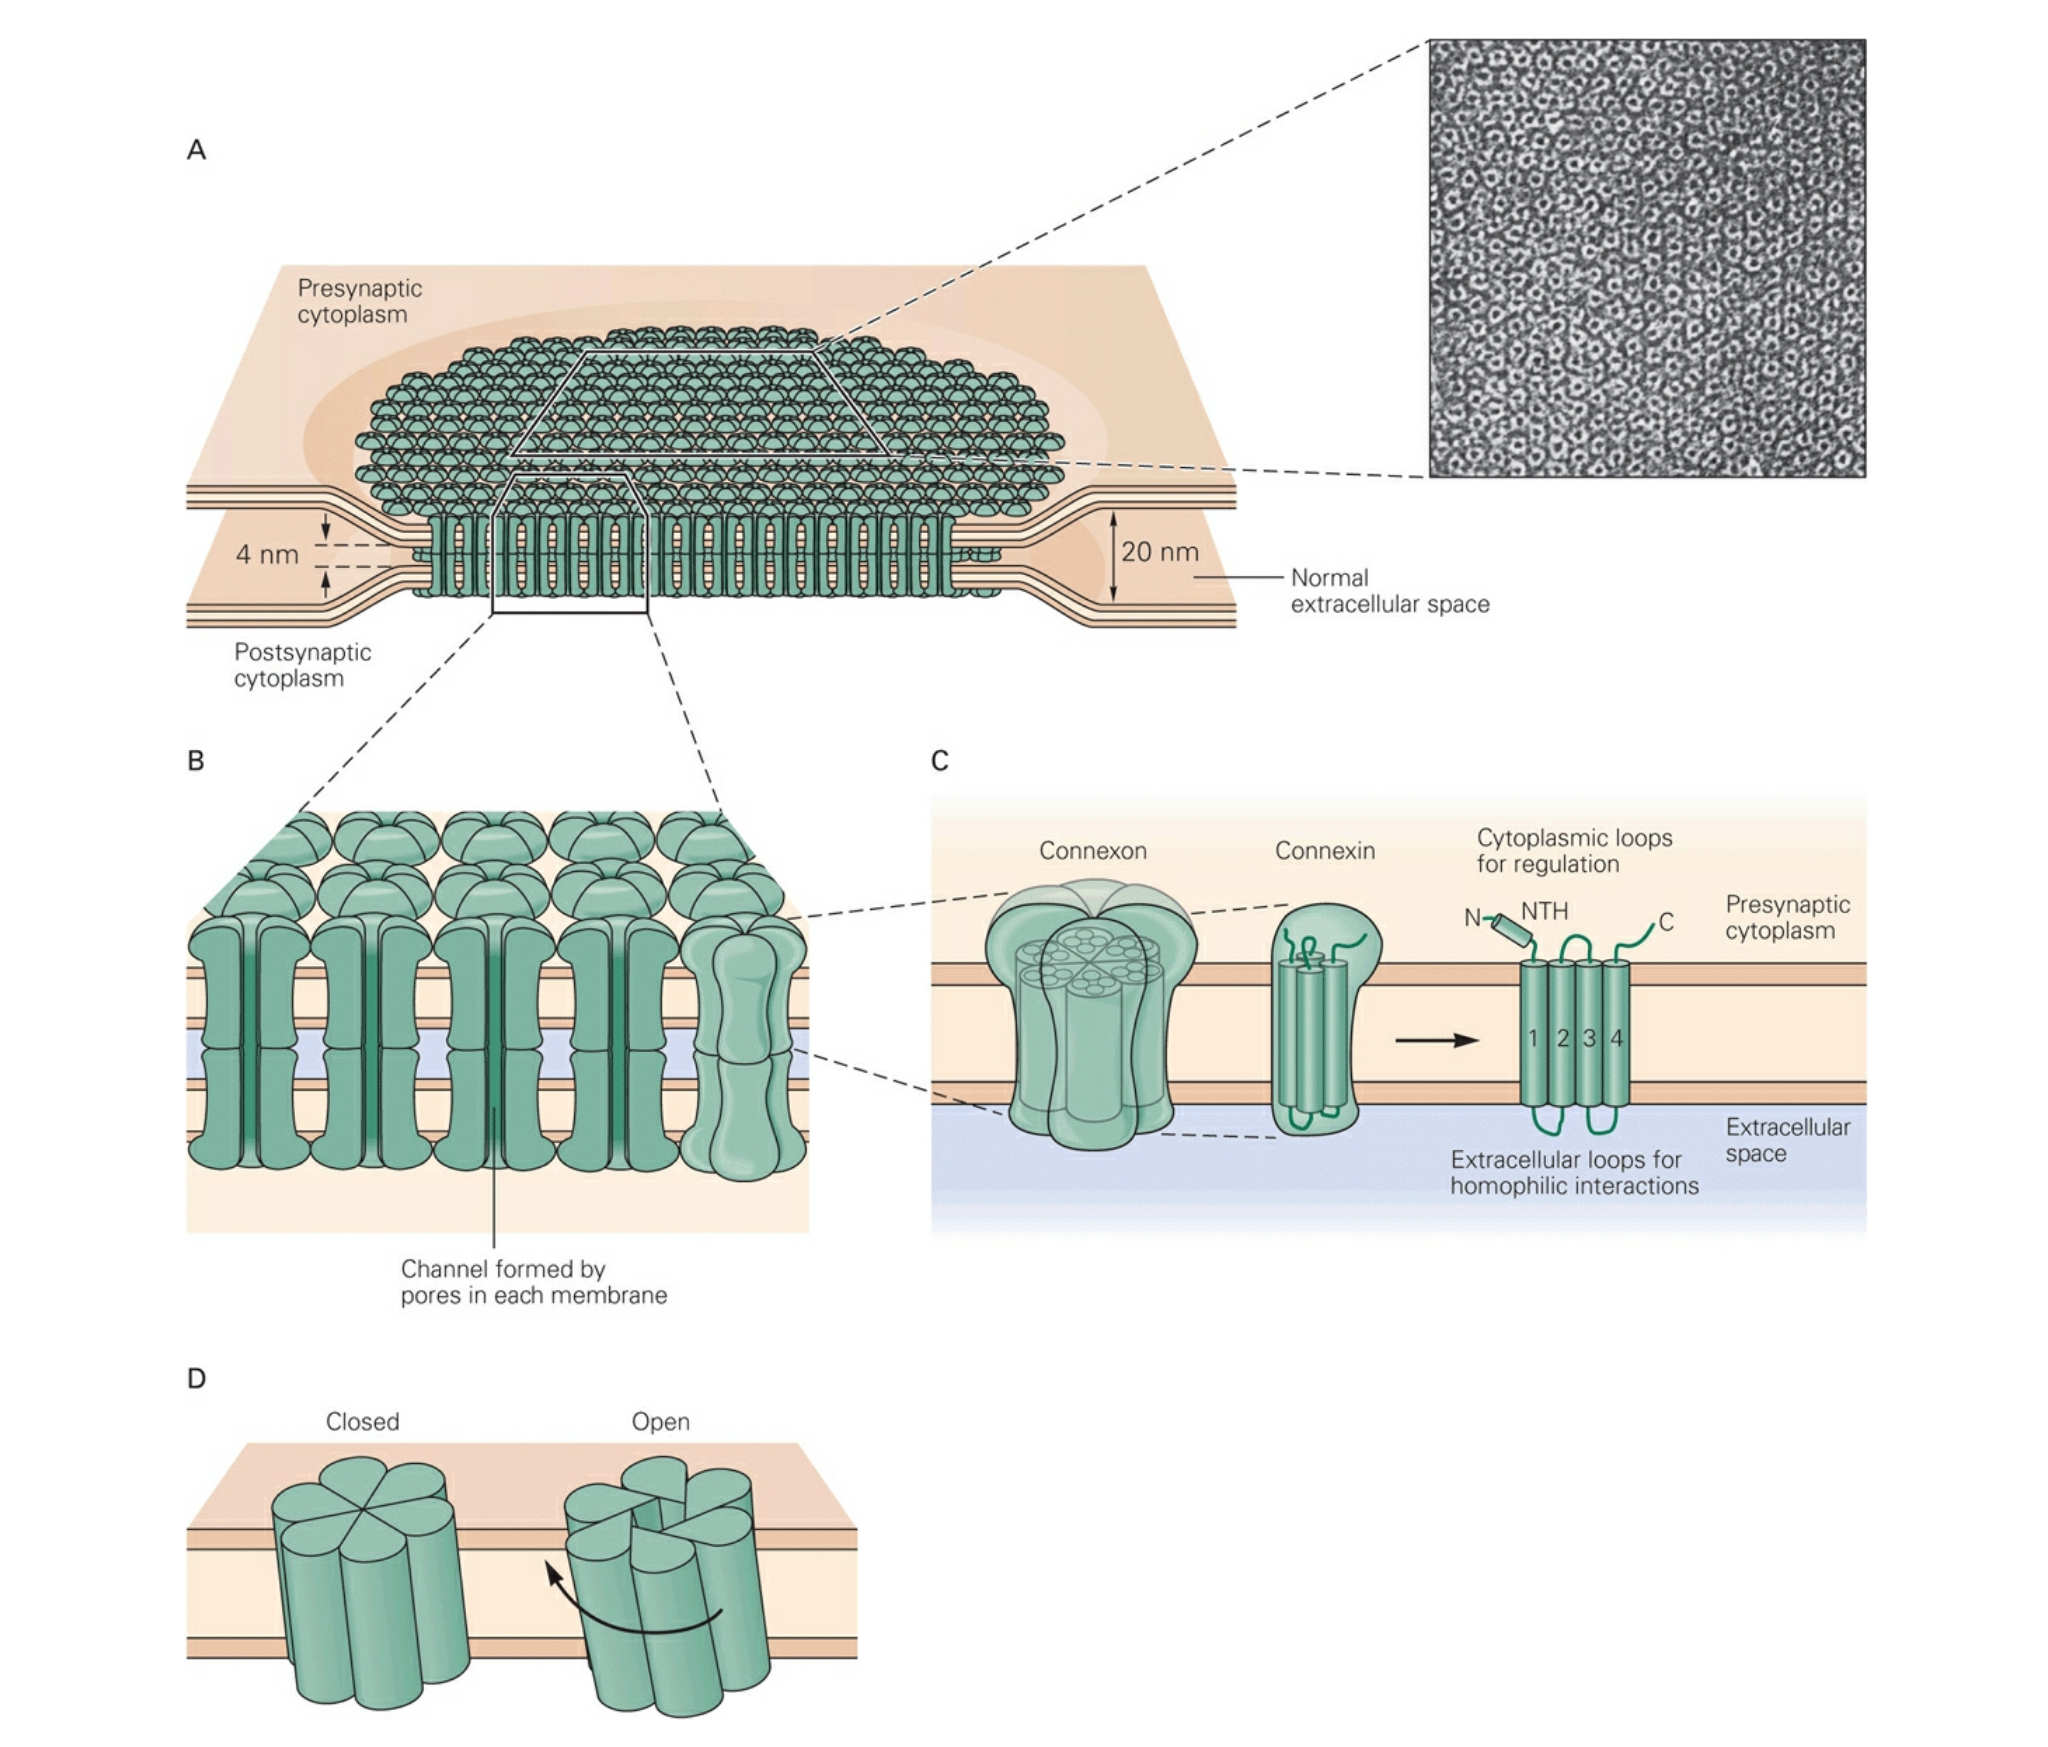 A
Presynaptic
cytoplasm
4 nm
20 nm
Normal
extracellular space
Postsynaptic
cytoplasm
B
Channel formed by
pores in each membrane
C
Connexon
Connexin
Cytoplasmic loops
for regulation
N
NTH
C
Presynaptic
cytoplasm
1 2 3 4
Extracellular
space
Extracellular loops for
homophilic interactions
D
Closed
Open